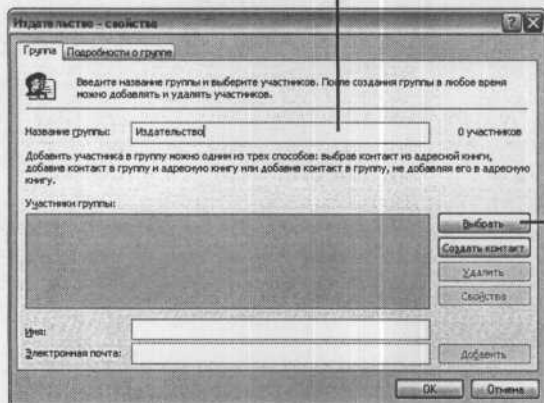 Издательство - свойства
Группа Подробности о группе
Введите название группы и выберите участников. После создания группы в любое время
можно добавлять и удалять участников.
Название группы: Издательство 0 участников
Добавить участника в группу можно одним из трех способов: выбрав контакт из адресной книги,
добавив контакт в группу и адресную книгу или добавив контакт в группу, не добавляя его в адресную
книгу.
Участники группы:
Выбрать
Создать контакт
Удалить
Свойства
Имя:
Электронная почта: Добавить
OK Отмена